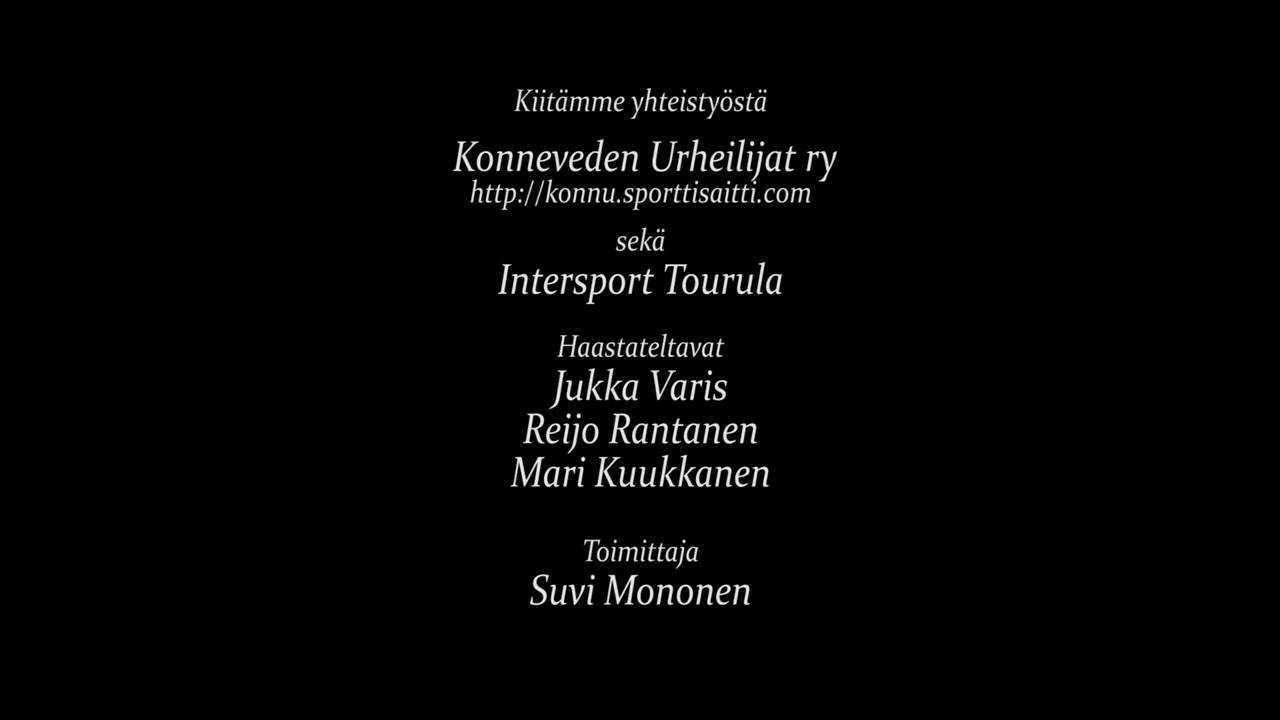 Kiitämme yhteistyöstä
Konneveden Urheilijat ry
http://konnu.sporttisaitti.com
sekä
Intersport Tourula
Haastateltavat
Jukka Varis
Reijo Rantanen
Mari Kuukkanen
Toimittaja
Suvi Mononen